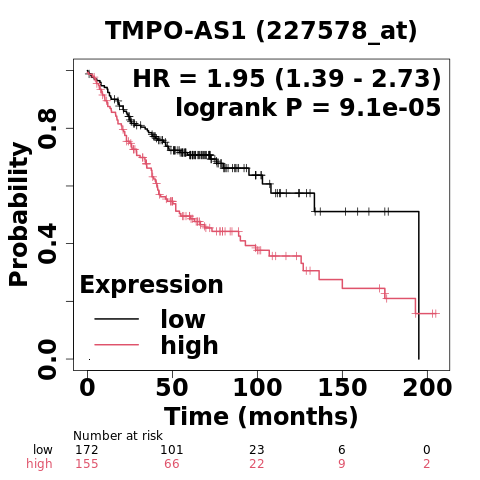 TMPO-AS1 (227578_at)
HR = 1.95 (1.39 - 2.73)
logrank P = 9.1e-05
Probability
0.0 0.4 0.8
Expression
low
high
0 50 100 150 200
Time (months)
Number at risk
low 172 101 23 6 0
high 155 66 22 9 2